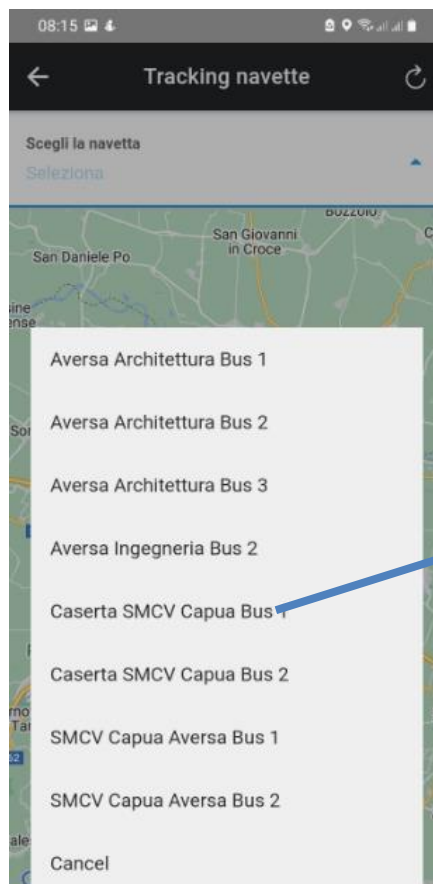 08:15
Tracking navette
Scegli la navetta
Seleziona
San Giovanni
in Croce
San Daniele Po
Aversa Architettura Bus 1
Aversa Architettura Bus 2
Aversa Architettura Bus 3
Aversa Ingegneria Bus 2
Caserta SMCV Capua Bus 1
Caserta SMCV Capua Bus 2
SMCV Capua Aversa Bus 1
SMCV Capua Aversa Bus 2
Cancel